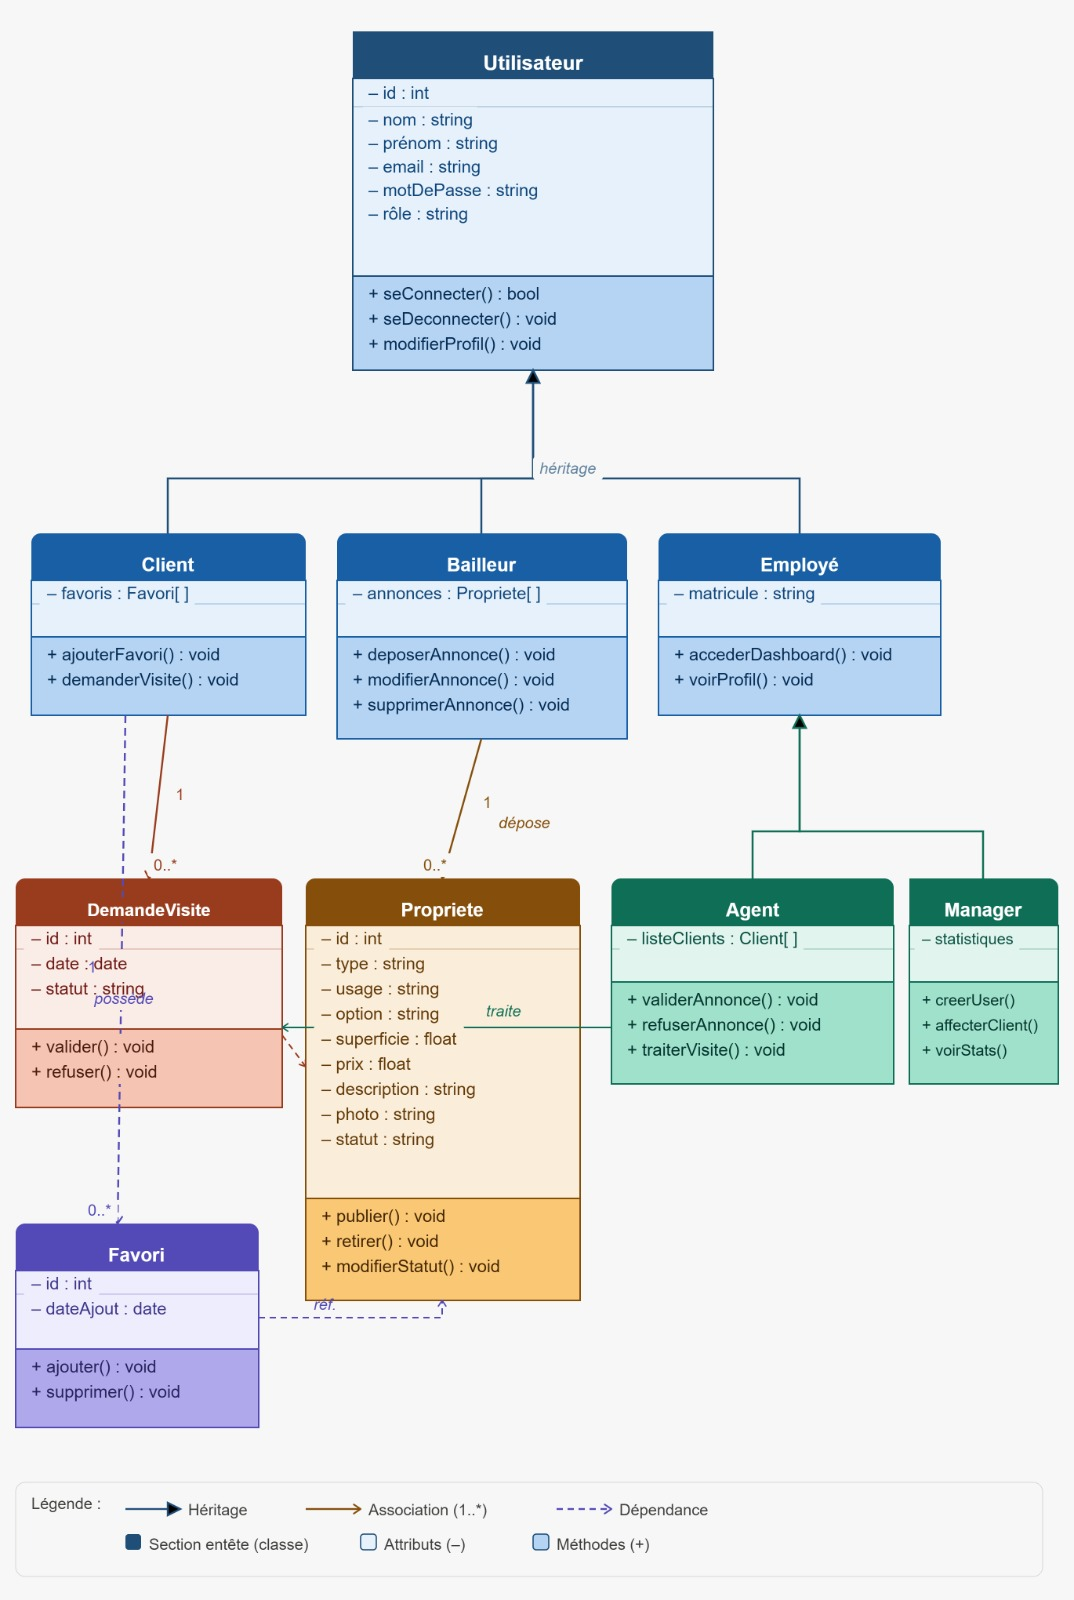 Utilisateur
– id : int
– nom : string
– prénom : string
– email : string
– motDePasse : string
– rôle : string
+ seConnecter() : bool
+ seDeconnecter() : void
+ modifierProfil() : void
héritage
Client
– favoris : Favori[ ]
+ ajouterFavori() : void
+ demanderVisite() : void
Bailleur
– annonces : Propriete[ ]
+ deposerAnnonce() : void
+ modifierAnnonce() : void
+ supprimerAnnonce() : void
Employé
– matricule : string
+ accederDashboard() : void
+ voirProfil() : void
1
0..*
1
dépose
0..*
DemandeVisite
– id : int
– date : date
– statut : string
1
possède
+ valider() : void
+ refuser() : void
Propriete
– id : int
– type : string
– usage : string
– option : string
– superficie : float
– prix : float
– description : string
– photo : string
– statut : string
+ publier() : void
+ retirer() : void
+ modifierStatut() : void
traite
Agent
– listeClients : Client[ ]
+ validerAnnonce() : void
+ refuserAnnonce() : void
+ traiterVisite() : void
Manager
– statistiques
+ creerUser()
+ affecterClient()
+ voirStats()
0..*
Favori
– id : int
– dateAjout : date
+ ajouter() : void
+ supprimer() : void
réf.
Légende :
Héritage
Association (1..*)
Dépendance
Section entête (classe)
Attributs (–)
Méthodes (+)